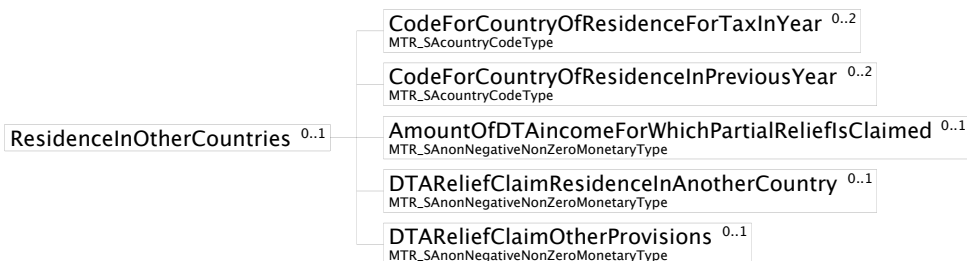 CodeForCountryOfResidenceForTaxInYear 0..2
MTR_SAcountryCodeType
CodeForCountryOfResidenceInPreviousYear 0..2
MTR_SAcountryCodeType
ResidenceInOtherCountries 0..1
AmountOfDTAincomeForWhichPartialReliefIsClaimed 0..1
MTR_SAnonNegativeNonZeroMonetaryType
DTAReliefClaimResidenceInAnotherCountry 0..1
MTR_SAnonNegativeNonZeroMonetaryType
DTAReliefClaimOtherProvisions 0..1
MTR_SAnonNegativeNonZeroMonetaryType